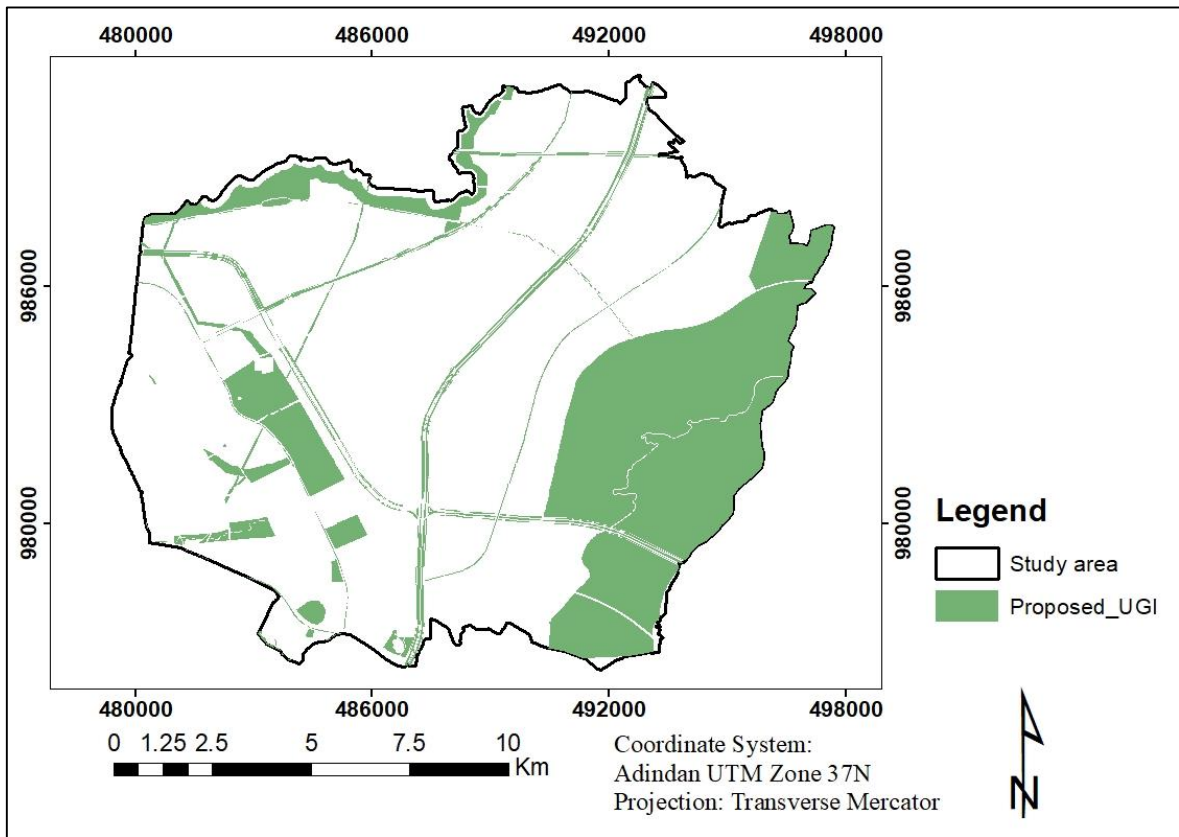 480000 486000 492000 498000
986000 986000
980000 980000
Legend
Study area
Proposed_UGI
480000 486000 492000 498000
0 1.25 2.5 5 7.5 10
Km
Coordinate System:
Adindan UTM Zone 37N
Projection: Transverse Mercator
N